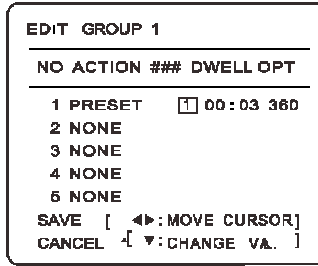 EDIT GROUP 1
NO ACTION ### DWELL OPT
1 PRESET 1 00:03 360
2 NONE
3 NONE
4 NONE
5 NONE
SAVE [ ◀▶:MOVE CURSOR]
CANCEL [ ▼:CHANGE ]